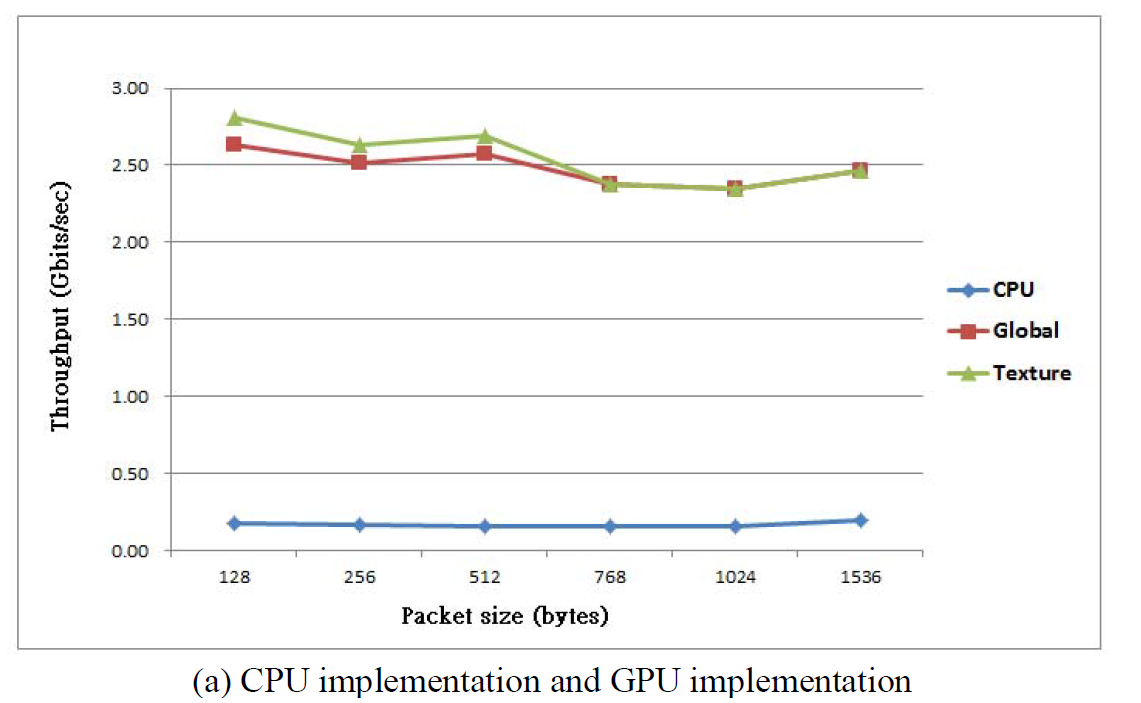 3.00
2.50
2.00
1.50
1.00
0.50
0.00
Throughput (Gbits/sec)
128 256 512 768 1024 1536
Packet size (bytes)
CPU
Global
Texture
(a) CPU implementation and GPU implementation